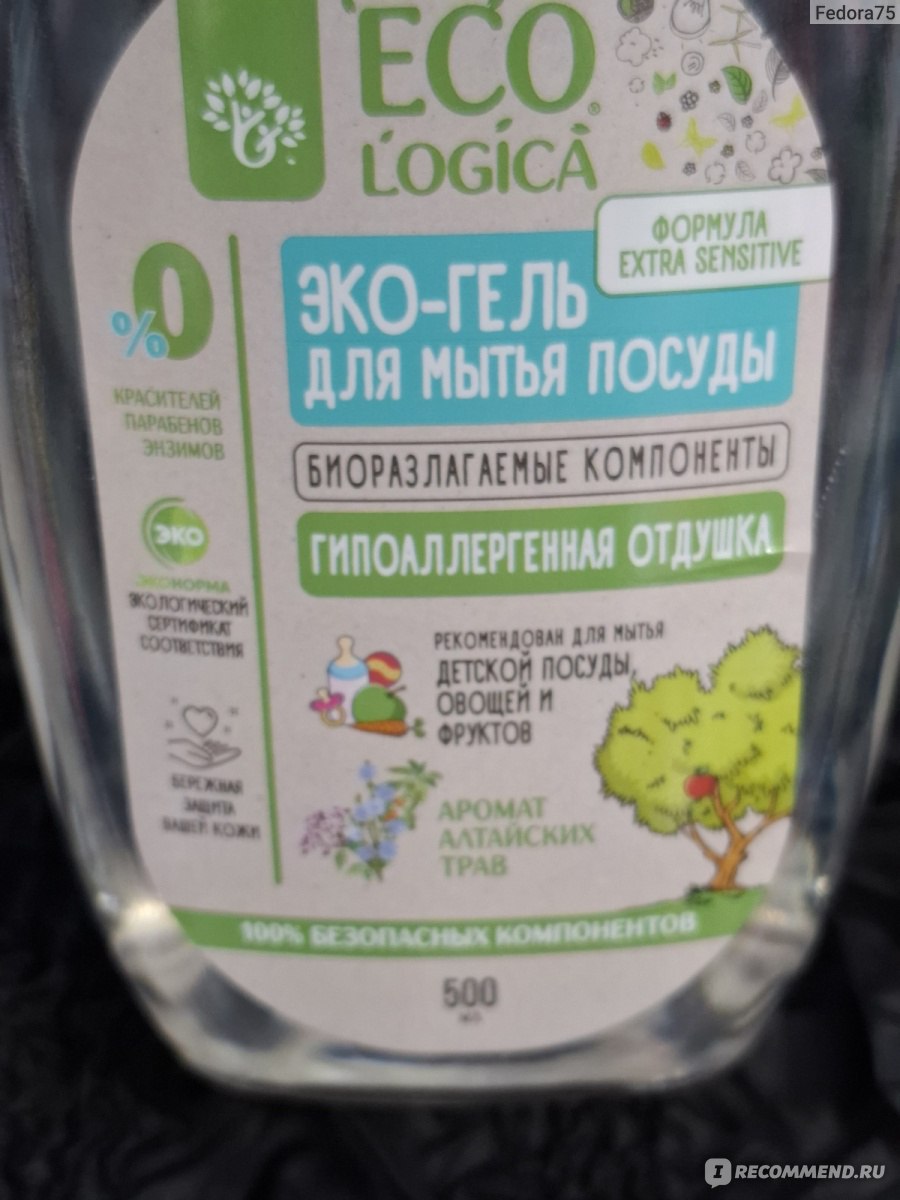 Fedora75
ECO
LOGICA
ФОРМУЛА
EXTRA SENSITIVE
ЭКО-ГЕЛЬ
ДЛЯ МЫТЬЯ ПОСУДЫ
БИОРАЗЛАГАЕМЫЕ КОМПОНЕНТЫ
ГИПОАЛЛЕРГЕННАЯ ОТДУШКА
0%
КРАСИТЕЛЕЙ
ПАРАБЕНОВ
ЭНЗИМОВ
ЭКО
ЭКОНОРМА
ЭКОЛОГИЧЕСКИЙ
СЕРТИФИКАТ
СООТВЕТСТВИЯ
БЕРЕЖНАЯ
ЗАЩИТА
ВАШЕЙ КОЖИ
РЕКОМЕНДОВАН ДЛЯ МЫТЬЯ
ДЕТСКОЙ ПОСУДЫ,
ОВОЩЕЙ И
ФРУКТОВ
АРОМАТ
АЛТАЙСКИХ
ТРАВ
100% БЕЗОПАСНЫХ КОМПОНЕНТОВ
500
мл
IRECOMMEND.RU